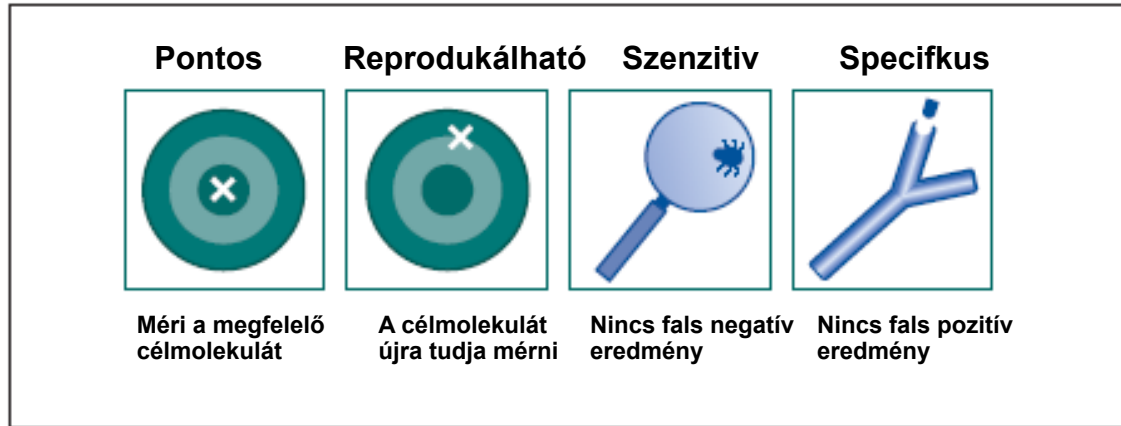 Pontos
Reprodukálható
Szenzitiv
Specifkus
Méri a megfelelő
célmolekulát
A célmolekulát
újra tudja mérni
Nincs fals negatív
eredmény
Nincs fals pozitív
eredmény